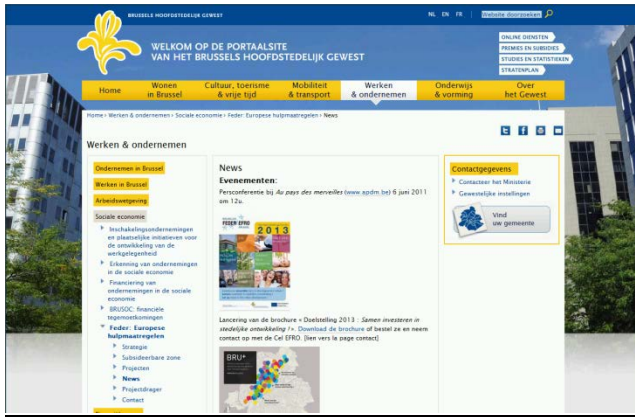 BRUSSELS HOOFDSTEDELIJK GEWEST
NL EN FR
Website doorzoeken
WELKOM OP DE PORTAALSITE
VAN HET BRUSSELS HOOFDSTEDELIJK GEWEST
ONLINE DIENSTEN
PREMIES EN SUBSIDIES
STUDIES EN STATISTIEKEN
STRATENPLAN
Home
Wonen
in Brussel
Cultuur, toerisme
& vrije tijd
Mobiliteit
& transport
Werken
& ondernemen
Onderwijs
& vorming
Over
het Gewest
Home › Werken & ondernemen › Sociale economie › Feder: Europese hulpmaatregelen › News
Werken & ondernemen
Ondernemen in Brussel
Werken in Brussel
Arbeidswetgeving
Sociale economie
Inschakelingsondernemingen
en plaatselijke initiatieven voor
de ontwikkeling van de
werkgelegenheid
Erkenning van ondernemingen
in de sociale economie
Financiering van
ondernemingen in de sociale
economie
BRUSOC: financiële
tegemoetkomingen
Feder: Europese
hulpmaatregelen
Strategie
Subsideerbare zone
Projecten
News
Projectdrager
Contact
News
Evenementen:
Persconferentie bij Au pays des merveilles (www.apdm.be) 6 juni 2011
om 12u.
FEDER EFRO
2013
Lancering van de brochure « Doelstelling 2013 : Samen investeren in
stedelijke ontwikkeling !». Download de brochure of bestel ze en neem
contact op met de Cel EFRO. [lien vers la page contact]
BRU+
Contactgegevens
Contacteer het Ministerie
Gewestelijke instellingen
Vind
uw gemeente